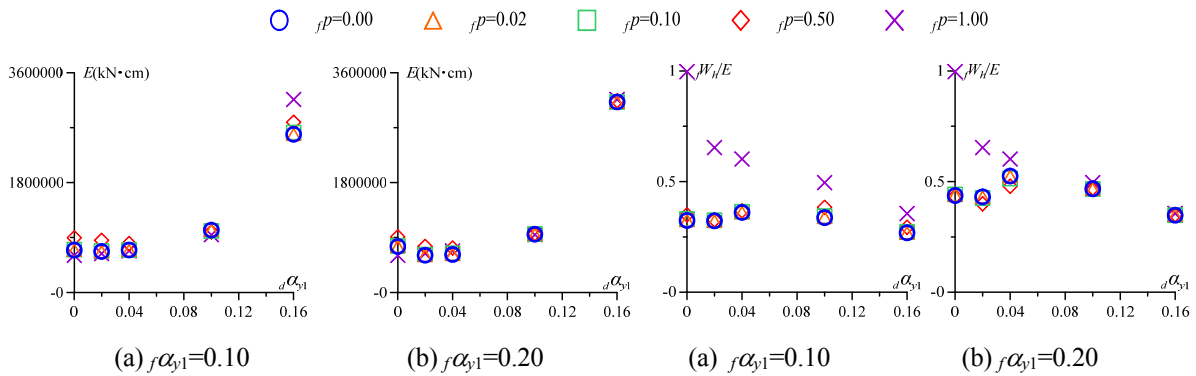 fp=0.00 fp=0.02 fp=0.10 fp=0.50 fp=1.00
3600000 E(kN·cm)
1800000
-0
dαy1
0 0.04 0.08 0.12 0.16
(a) fαy1=0.10
3600000 E(kN·cm)
1800000
-0
dαy1
0 0.04 0.08 0.12 0.16
(b) fαy1=0.20
1 fWh/E
0.5
-0
dαy1
0 0.04 0.08 0.12 0.16
(a) fαy1=0.10
1 fWh/E
0.5
-0
dαy1
0 0.04 0.08 0.12 0.16
(b) fαy1=0.20